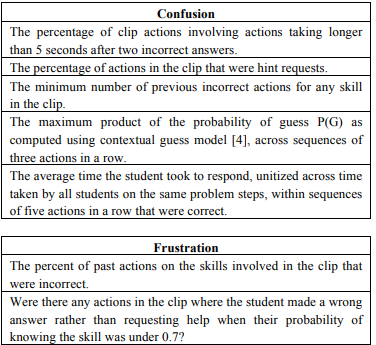 Confusion
The percentage of clip actions involving actions taking longer
than 5 seconds after two incorrect answers.
The percentage of actions in the clip that were hint requests.
The minimum number of previous incorrect actions for any skill
in the clip.
The maximum product of the probability of guess P(G) as
computed using contextual guess model [4], across sequences of
three actions in a row.
The average time the student took to respond, unitized across time
taken by all students on the same problem steps, within sequences
of five actions in a row that were correct.
Frustration
The percent of past actions on the skills involved in the clip that
were incorrect.
Were there any actions in the clip where the student made a wrong
answer rather than requesting help when their probability of
knowing the skill was under 0.7?